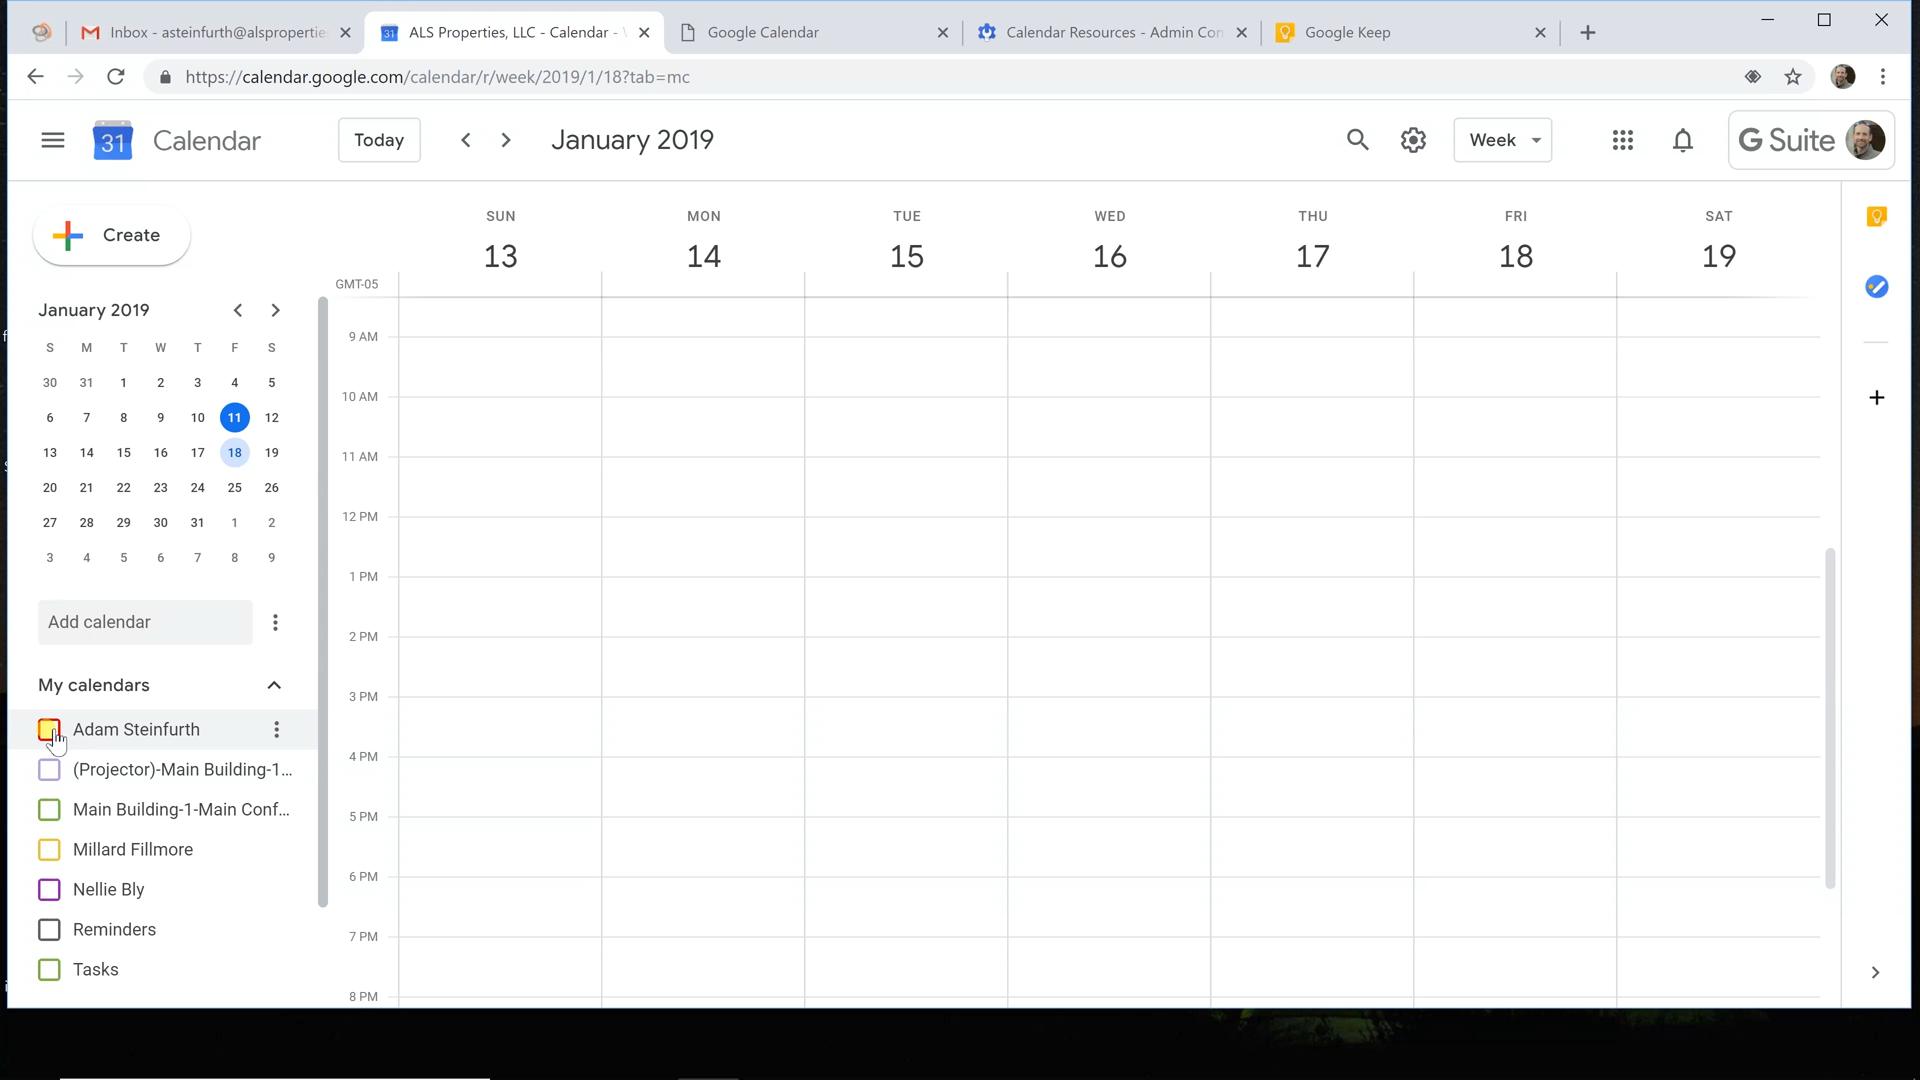 Inbox - asteinfurth@alspropertie
ALS Properties, LLC - Calendar -
Google Calendar
Calendar Resources - Admin Con
Google Keep
https://calendar.google.com/calendar/r/week/2019/1/18?tab=mc
31
Calendar
Today
January 2019
Week
G Suite
Create
SUN
MON
TUE
WED
THU
FRI
SAT
13
14
15
16
17
18
19
GMT-05
January 2019
S M T W T F S
30 31 1 2 3 4 5
6 7 8 9 10 11 12
13 14 15 16 17 18 19
20 21 22 23 24 25 26
27 28 29 30 31 1 2
3 4 5 6 7 8 9
Add calendar
My calendars
Adam Steinfurth
(Projector)-Main Building-1...
Main Building-1-Main Conf...
Millard Fillmore
Nellie Bly
Reminders
Tasks
9 AM
10 AM
11 AM
12 PM
1 PM
2 PM
3 PM
4 PM
5 PM
6 PM
7 PM
8 PM